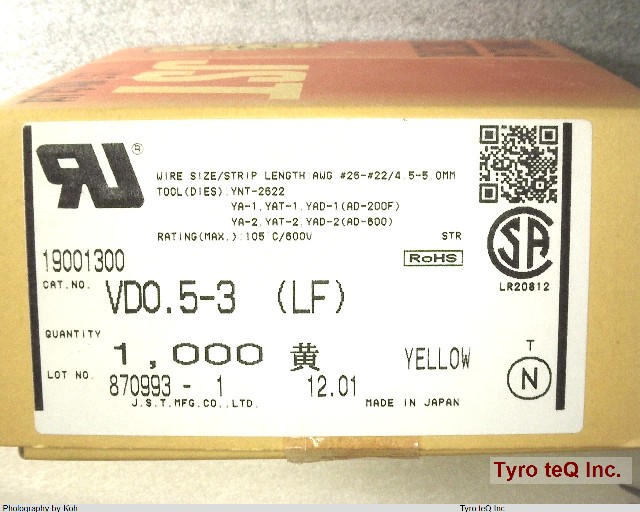 JST
WIRE SIZE/STRIP LENGTH AWG #26-#22/4.5-5.0MM
TOOL(DIES).YNT-2622
YA-1.YAT-1.YAD-1(AD-200F)
YA-2.YAT-2.YAD-2(AD-600)
RATING(MAX.):105°C/600V STR
19001300 RoHS
LR20812
CAT.NO. VD0.5-3 (LF)
QUANTITY
1,000 黄 YELLOW
LOT NO. 870993 - 1 12.01
T
N
J.S.T.MFG.CO.,LTD. MADE IN JAPAN
Tyro teQ Inc.
Photography by Koh Tyro teQ Inc